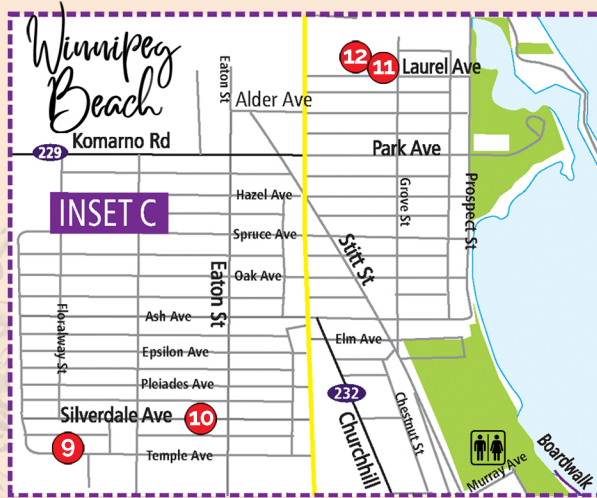 Winnipeg
Beach
12
11
Laurel Ave
Eaton St
Alder Ave
Komarno Rd
229
Park Ave
INSET C
Hazel Ave
Grove St
Prospect St
Spruce Ave
Stitt St
Oak Ave
Eaton St
Floralway St
Ash Ave
Elm Ave
Epsilon Ave
Pleiades Ave
232
Silverdale Ave
10
Churchhill
Chestnut St
9
Temple Ave
Murray Ave
Boardwalk